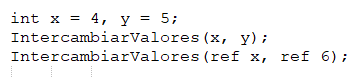 int x = 4, y = 5;
IntercambiarValores(x, y);
IntercambiarValores(ref x, ref 6);